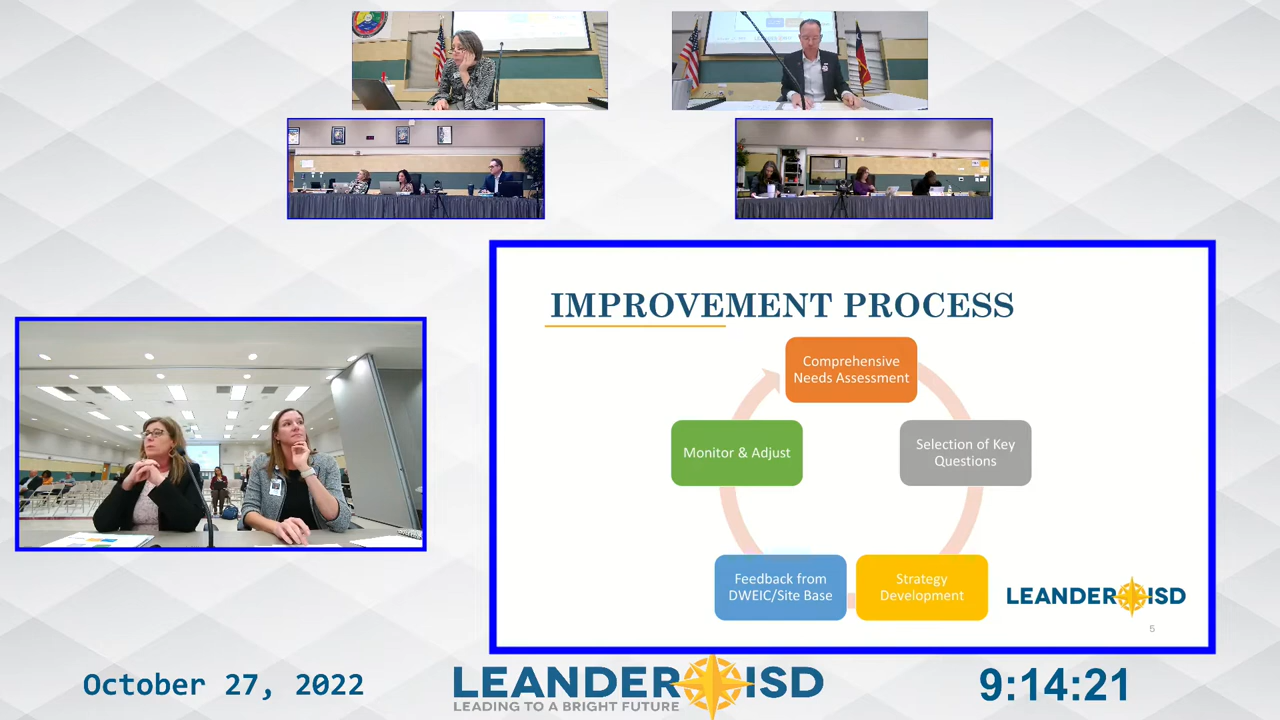 IMPROVEMENT PROCESS
Comprehensive
Needs Assessment
Selection of Key
Questions
Strategy
Development
Feedback from
DWEIC/Site Base
Monitor & Adjust
LEANDER ISD
5
October 27, 2022
LEANDER ISD
LEADING TO A BRIGHT FUTURE
9:14:21